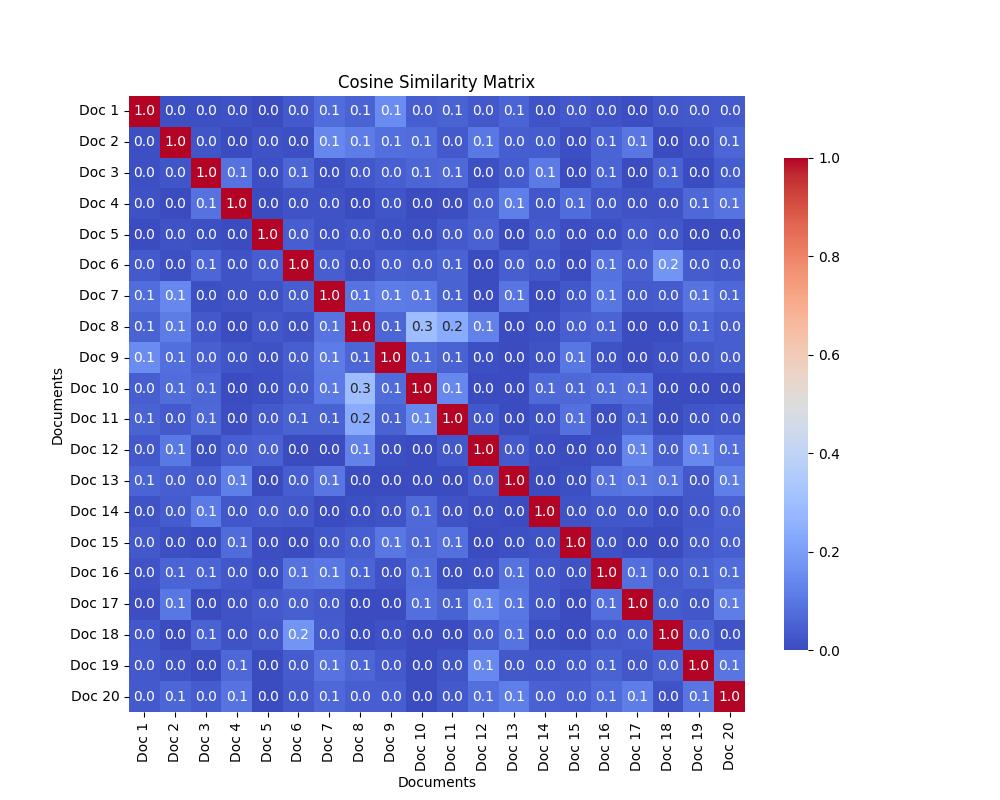 Cosine Similarity Matrix
Doc 1 1.0 0.0 0.0 0.0 0.0 0.0 0.1 0.1 0.1 0.0 0.1 0.0 0.1 0.0 0.0 0.0 0.0 0.0 0.0 0.0
Doc 2 0.0 1.0 0.0 0.0 0.0 0.0 0.1 0.1 0.1 0.1 0.0 0.1 0.0 0.0 0.0 0.1 0.1 0.0 0.0 0.1
Doc 3 0.0 0.0 1.0 0.1 0.0 0.1 0.0 0.0 0.0 0.1 0.1 0.0 0.0 0.1 0.0 0.1 0.0 0.1 0.0 0.0
Doc 4 0.0 0.0 0.1 1.0 0.0 0.0 0.0 0.0 0.0 0.0 0.0 0.0 0.1 0.0 0.1 0.0 0.0 0.0 0.1 0.1
Doc 5 0.0 0.0 0.0 0.0 1.0 0.0 0.0 0.0 0.0 0.0 0.0 0.0 0.0 0.0 0.0 0.0 0.0 0.0 0.0 0.0
Doc 6 0.0 0.0 0.1 0.0 0.0 1.0 0.0 0.0 0.0 0.0 0.1 0.0 0.0 0.0 0.0 0.1 0.0 0.2 0.0 0.0
Doc 7 0.1 0.1 0.0 0.0 0.0 0.0 1.0 0.1 0.1 0.1 0.1 0.0 0.1 0.0 0.0 0.1 0.0 0.0 0.1 0.1
Doc 8 0.1 0.1 0.0 0.0 0.0 0.0 0.1 1.0 0.1 0.3 0.2 0.1 0.0 0.0 0.0 0.1 0.0 0.0 0.1 0.0
Doc 9 0.1 0.1 0.0 0.0 0.0 0.0 0.1 0.1 1.0 0.1 0.1 0.0 0.0 0.0 0.1 0.0 0.0 0.0 0.0 0.0
Doc 10 0.0 0.1 0.1 0.0 0.0 0.0 0.1 0.3 0.1 1.0 0.1 0.0 0.0 0.1 0.1 0.1 0.1 0.0 0.0 0.0
Doc 11 0.1 0.0 0.1 0.0 0.0 0.1 0.1 0.2 0.1 0.1 1.0 0.0 0.0 0.0 0.1 0.0 0.1 0.0 0.0 0.0
Doc 12 0.0 0.1 0.0 0.0 0.0 0.0 0.0 0.1 0.0 0.0 0.0 1.0 0.0 0.0 0.0 0.0 0.1 0.0 0.1 0.1
Doc 13 0.1 0.0 0.0 0.1 0.0 0.0 0.1 0.0 0.0 0.0 0.0 0.0 1.0 0.0 0.0 0.1 0.1 0.1 0.0 0.1
Doc 14 0.0 0.0 0.1 0.0 0.0 0.0 0.0 0.0 0.0 0.1 0.0 0.0 0.0 1.0 0.0 0.0 0.0 0.0 0.0 0.0
Doc 15 0.0 0.0 0.0 0.1 0.0 0.0 0.0 0.0 0.1 0.1 0.1 0.0 0.0 0.0 1.0 0.0 0.0 0.0 0.0 0.0
Doc 16 0.0 0.1 0.1 0.0 0.0 0.1 0.1 0.1 0.0 0.1 0.0 0.0 0.1 0.0 0.0 1.0 0.1 0.0 0.1 0.1
Doc 17 0.0 0.1 0.0 0.0 0.0 0.0 0.0 0.0 0.0 0.1 0.1 0.1 0.1 0.0 0.0 0.1 1.0 0.0 0.0 0.1
Doc 18 0.0 0.0 0.1 0.0 0.0 0.2 0.0 0.0 0.0 0.0 0.0 0.0 0.1 0.0 0.0 0.0 0.0 1.0 0.0 0.0
Doc 19 0.0 0.0 0.0 0.1 0.0 0.0 0.1 0.1 0.0 0.0 0.0 0.1 0.0 0.0 0.0 0.1 0.0 0.0 1.0 0.1
Doc 20 0.0 0.1 0.0 0.1 0.0 0.0 0.1 0.0 0.0 0.0 0.0 0.1 0.1 0.0 0.0 0.1 0.1 0.0 0.1 1.0
Documents
Doc 1 Doc 2 Doc 3 Doc 4 Doc 5 Doc 6 Doc 7 Doc 8 Doc 9 Doc 10 Doc 11 Doc 12 Doc 13 Doc 14 Doc 15 Doc 16 Doc 17 Doc 18 Doc 19 Doc 20
Documents
1.0
0.8
0.6
0.4
0.2
0.0